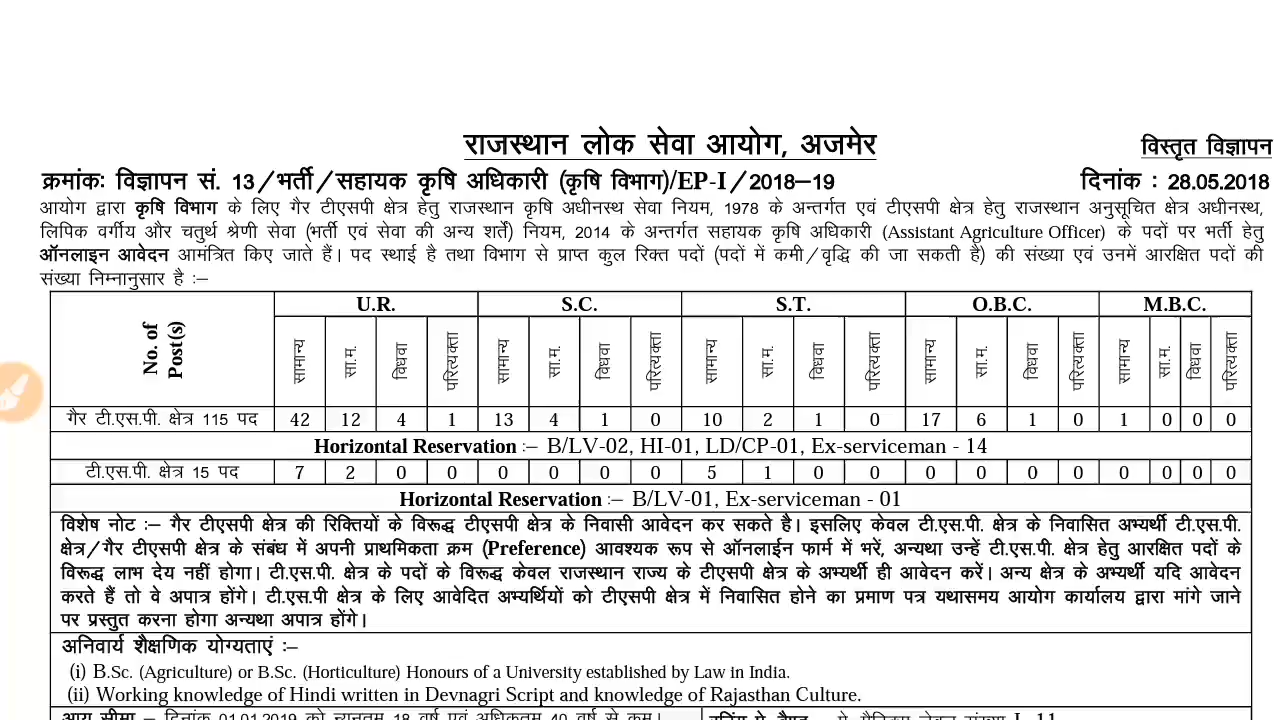 राजस्थान लोक सेवा आयोग, अजमेर
विस्तृत विज्ञापन
क्रमांकः विज्ञापन सं. 13/भर्ती/सहायक कृषि अधिकारी (कृषि विभाग)/EP-I/2018–19
दिनांक : 28.05.2018
आयोग द्वारा कृषि विभाग के लिए गैर टीएसपी क्षेत्र हेतु राजस्थान कृषि अधीनस्थ सेवा नियम, 1978 के अन्तर्गत एवं टीएसपी क्षेत्र हेतु राजस्थान अनुसूचित क्षेत्र अधीनस्थ,
लिपिक वर्गीय और चतुर्थ श्रेणी सेवा (भर्ती एवं सेवा की अन्य शर्तें) नियम, 2014 के अन्तर्गत सहायक कृषि अधिकारी (Assistant Agriculture Officer) के पदों पर भर्ती हेतु
ऑनलाइन आवेदन आमंत्रित किए जाते हैं। पद स्थाई है तथा विभाग से प्राप्त कुल रिक्त पदों (पदों में कमी/वृद्धि की जा सकती है) की संख्या एवं उनमें आरक्षित पदों की
संख्या निम्नानुसार है :–
No. of Post(s) U.R. S.C. S.T. O.B.C. M.B.C.
सामान्य सा.म. विधवा परित्यक्ता सामान्य सा.म. विधवा परित्यक्ता सामान्य सा.म. विधवा परित्यक्ता सामान्य सा.म. विधवा परित्यक्ता सामान्य सा.म. विधवा परित्यक्ता
गैर टी.एस.पी. क्षेत्र 115 पद 42 12 4 1 13 4 1 0 10 2 1 0 17 6 1 0 1 0 0 0
Horizontal Reservation :– B/LV-02, HI-01, LD/CP-01, Ex-serviceman - 14
टी.एस.पी. क्षेत्र 15 पद 7 2 0 0 0 0 0 0 5 1 0 0 0 0 0 0 0 0 0 0
Horizontal Reservation :– B/LV-01, Ex-serviceman - 01
विशेष नोट :– गैर टीएसपी क्षेत्र की रिक्तियों के विरूद्ध टीएसपी क्षेत्र के निवासी आवेदन कर सकते है। इसलिए केवल टी.एस.पी. क्षेत्र के निवासित अभ्यर्थी टी.एस.पी.
क्षेत्र/गैर टीएसपी क्षेत्र के संबंध में अपनी प्राथमिकता क्रम (Preference) आवश्यक रूप से ऑनलाईन फार्म में भरें, अन्यथा उन्हें टी.एस.पी. क्षेत्र हेतु आरक्षित पदों के
विरूद्ध लाभ देय नहीं होगा। टी.एस.पी. क्षेत्र के पदों के विरूद्ध केवल राजस्थान राज्य के टीएसपी क्षेत्र के अभ्यर्थी ही आवेदन करें। अन्य क्षेत्र के अभ्यर्थी यदि आवेदन
करते हैं तो वे अपात्र होंगे। टी.एस.पी क्षेत्र के लिए आवेदित अभ्यर्थियों को टीएसपी क्षेत्र में निवासित होने का प्रमाण पत्र यथासमय आयोग कार्यालय द्वारा मांगे जाने
पर प्रस्तुत करना होगा अन्यथा अपात्र होंगे।
अनिवार्य शैक्षणिक योग्यताएं :–
(i) B.Sc. (Agriculture) or B.Sc. (Horticulture) Honours of a University established by Law in India.
(ii) Working knowledge of Hindi written in Devnagri Script and knowledge of Rajasthan Culture.
आयु सीमा – दिनांक 01.01.2019 को न्यूनतम 18 वर्ष एवं अधिकतम 40 वर्ष से कम।